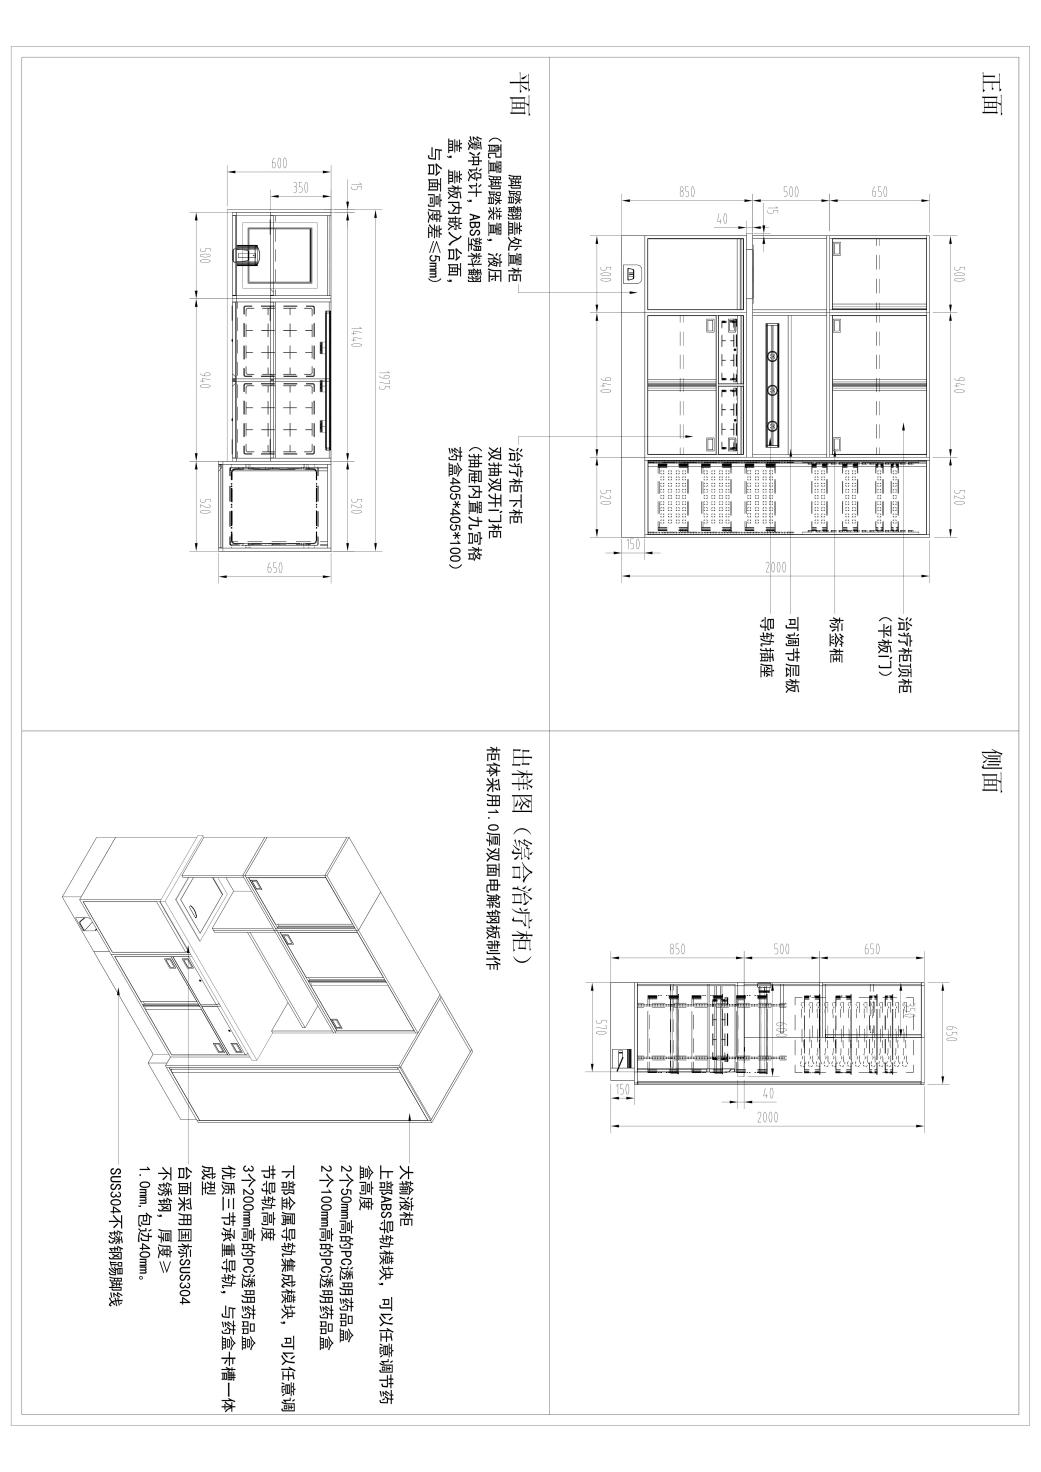 正面
650
500
850
15
40
500
940
520
500
940
520
150
2000
治疗柜顶柜
（平板门）
标签框
可调节层板
导轨插座
脚踏翻盖处置柜
（配置脚踏装置，液压
缓冲设计，ABS塑料翻
盖，盖板内嵌入台面，
与台面高度差≤5mm)
治疗柜下柜
双抽双开门柜
（抽屉内置九宫格
药盒405*405*100）
平面
600
350
15
500
940
520
1440
1975
520
650
侧面
650
500
850
650
570
150
40
2000
出样图（综合治疗柜）
柜体采用1.0厚双面电解钢板制作
大输液柜
上部ABS导轨模块，可以任意调节药
盒高度
2个50mm高的PC透明药品盒
2个100mm高的PC透明药品盒
下部金属导轨集成模块，可以任意调
节导轨高度
3个200mm高的PC透明药品盒
优质三节承重导轨，与药盒卡槽一体
成型
台面采用国标SUS304
不锈钢，厚度≥
1.0mm,包边40mm。
SUS304不锈钢踢脚线